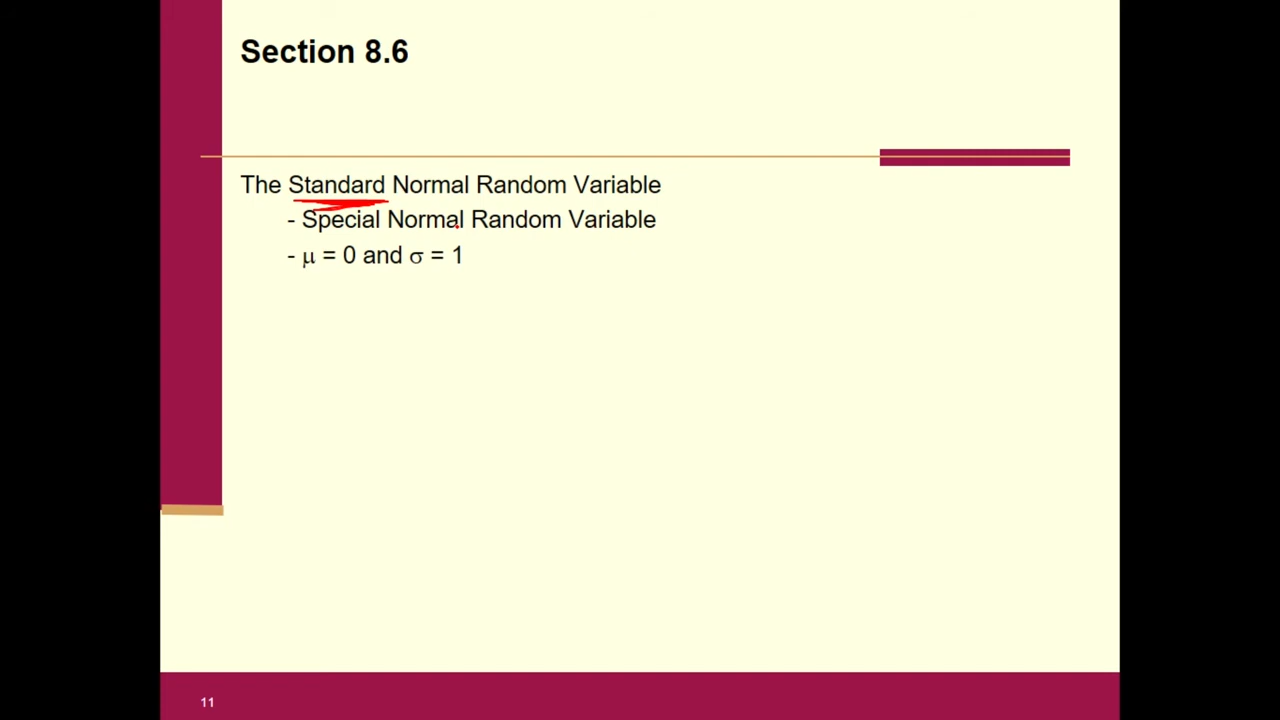 Section 8.6
The Standard Normal Random Variable
- Special Normal Random Variable
- μ = 0 and σ = 1
11